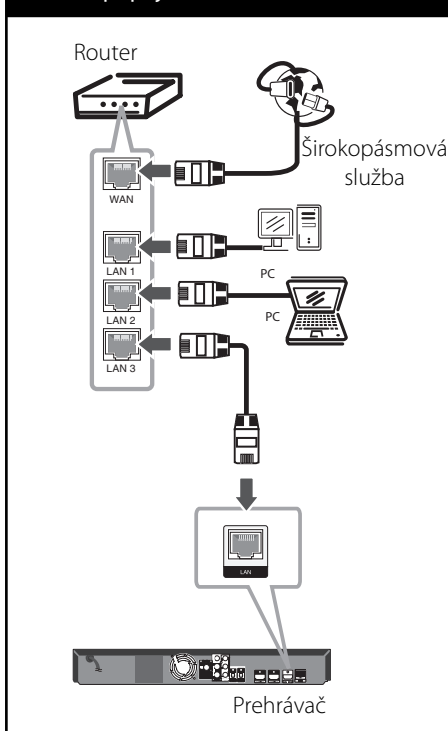 Router
Širokopásmová
služba
WAN
LAN 1
PC
LAN 2
PC
LAN 3
LAN
Prehrávač